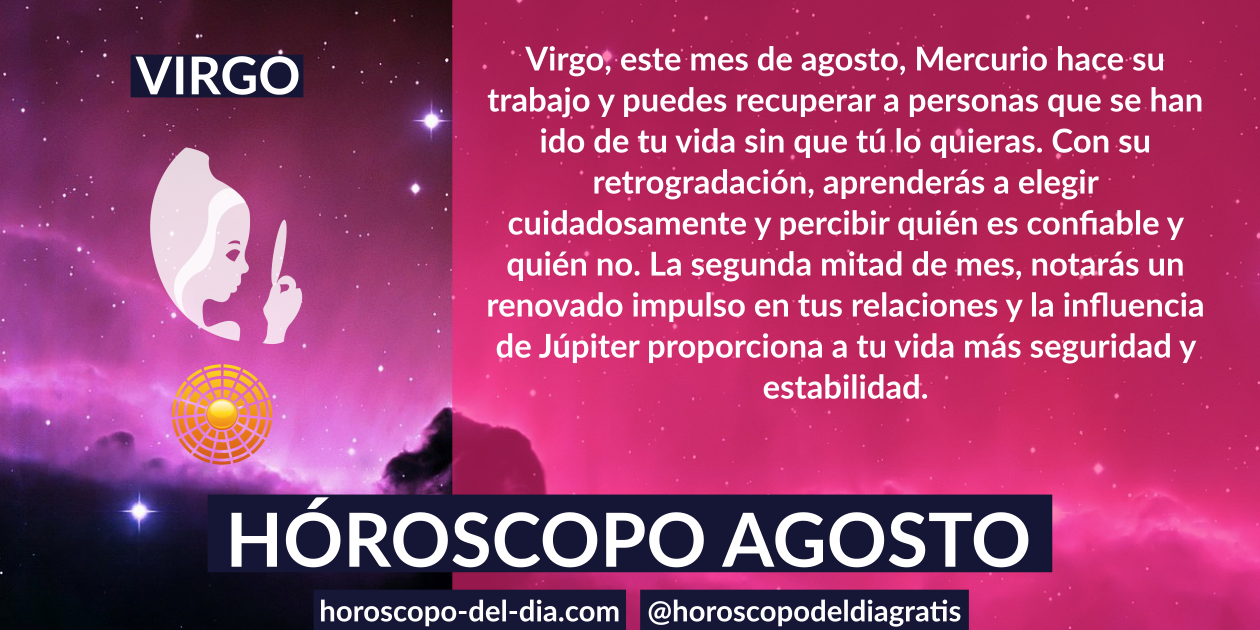 VIRGO
Virgo, este mes de agosto, Mercurio hace su
trabajo y puedes recuperar a personas que se han
ido de tu vida sin que tú lo quieras. Con su
retrogradación, aprenderás a elegir
cuidadosamente y percibir quién es confiable y
quién no. La segunda mitad de mes, notarás un
renovado impulso en tus relaciones y la influencia
de Júpiter proporciona a tu vida más seguridad y
estabilidad.
HÓROSCOPO AGOSTO
horoscopo-del-dia.com
@horoscopodeldiagratis